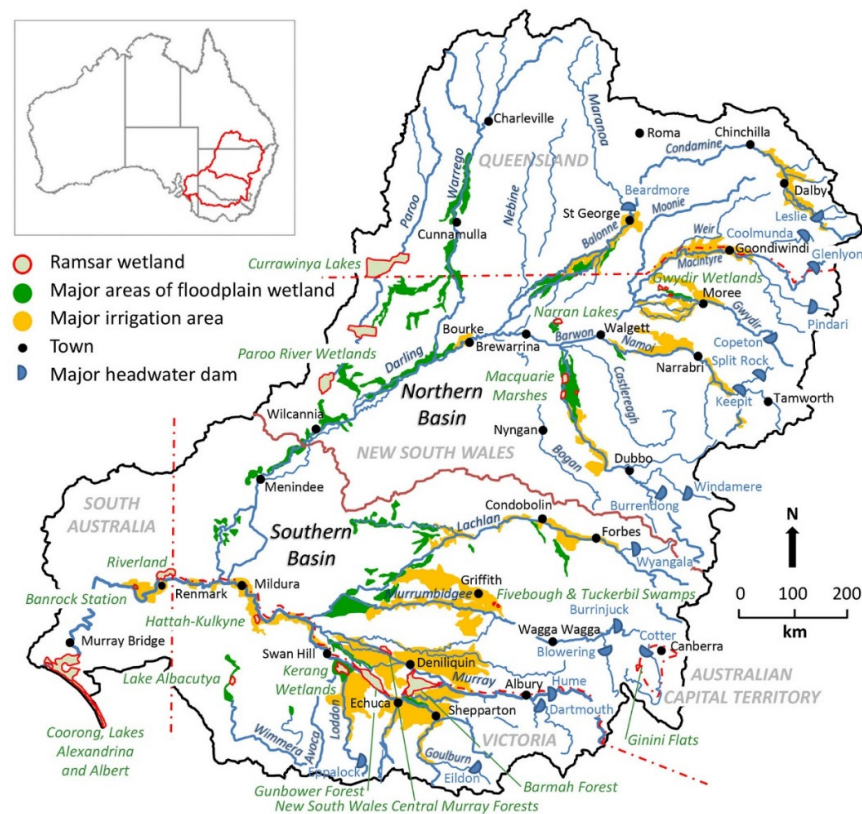 Ramsar wetland
Major areas of floodplain wetland
Major irrigation area
Town
Major headwater dam
Charleville
Maranoa
Roma
Chinchilla
Condamine
QUEENSLAND
Warrego
Paroo
Nebine
Beardmore
Dalby
St George
Moonie
Leslie
Cunnamulla
Balonne
Weir
Coolmunda
Goondiwindi
Macintyre
Glenlyon
Currawinya Lakes
Gwydir Wetlands
Moree
Narran Lakes
Gwydir
Pindari
Bourke
Barwon
Walgett
Namoi
Copeton
Brewarrina
Split Rock
Paroo River Wetlands
Darling
Narrabri
Northern
Basin
Macquarie
Marshes
Castlereagh
Keepit
Tamworth
Wilcannia
Nyngan
NEW SOUTH WALES
Bogan
Dubbo
Windamere
Menindee
Burrendong
SOUTH
AUSTRALIA
Southern
Basin
Condobolin
Lachlan
Forbes
N
Wyangala
Riverland
Mildura
Griffith
Banrock Station
Renmark
Murrumbidgee
Fivebough & Tuckerbil Swamps
0 100 200
km
Hattah-Kulkyne
Burrinjuck
Murray Bridge
Wagga Wagga
Cotter
Canberra
Swan Hill
Blowering
Deniliquin
Lake Albacutya
Kerang
Wetlands
Murray
Albury
Hume
AUSTRALIAN
CAPITAL TERRITORY
Echuca
Shepparton
Dartmouth
Coorong, Lakes
Alexandrina
and Albert
Wimmera
Avoca
Loddon
VICTORIA
Ginini Flats
Goulburn
Eppalock
Eildon
Barmah Forest
Gunbower Forest
New South Wales Central Murray Forests